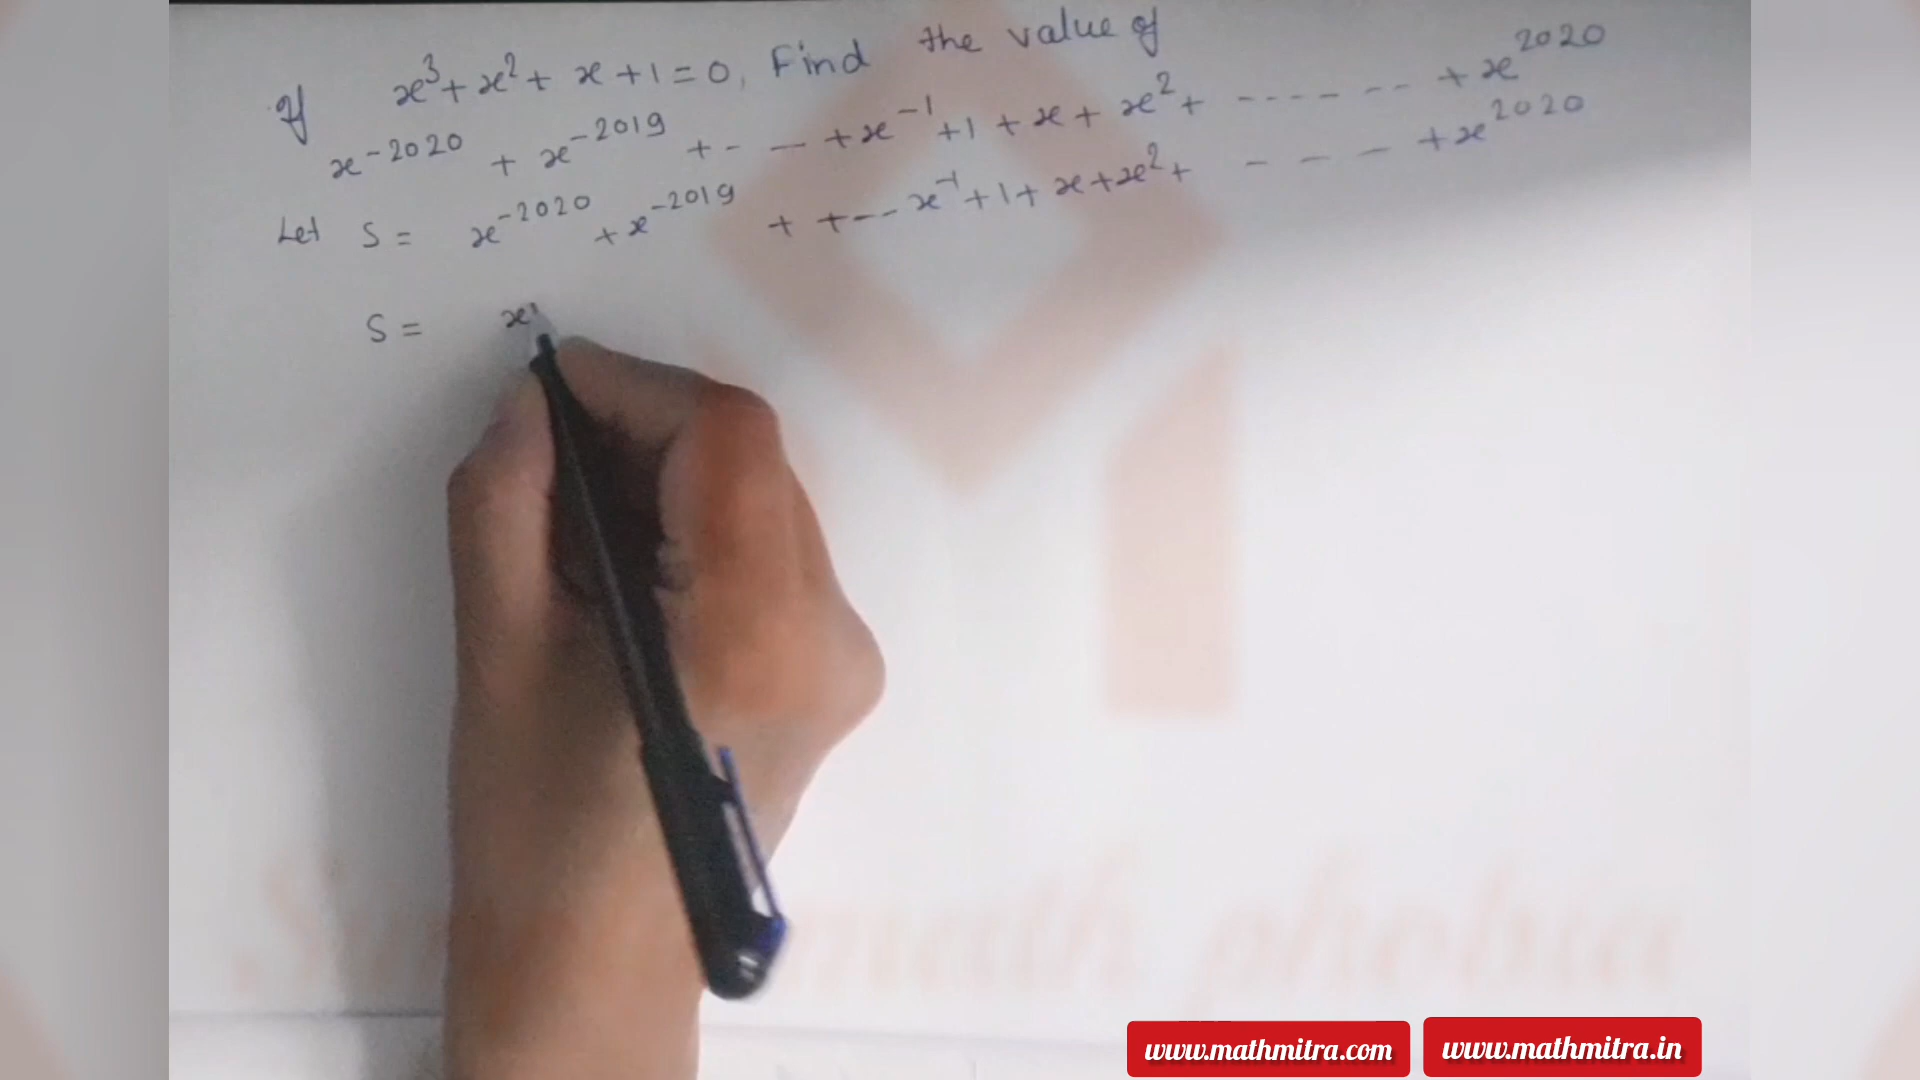 If x³ + x² + x + 1 = 0, Find the value of
x⁻²⁰²⁰ + x⁻²⁰¹⁹ + - — — + x⁻¹ + 1 + x + x² + - - - - - - - + x²⁰²⁰
Let S = x⁻²⁰²⁰ + x⁻²⁰¹⁹ + + - - - x⁻¹ + 1 + x + x² + - - - - + x²⁰²⁰
S = x
www.mathmitra.com www.mathmitra.in